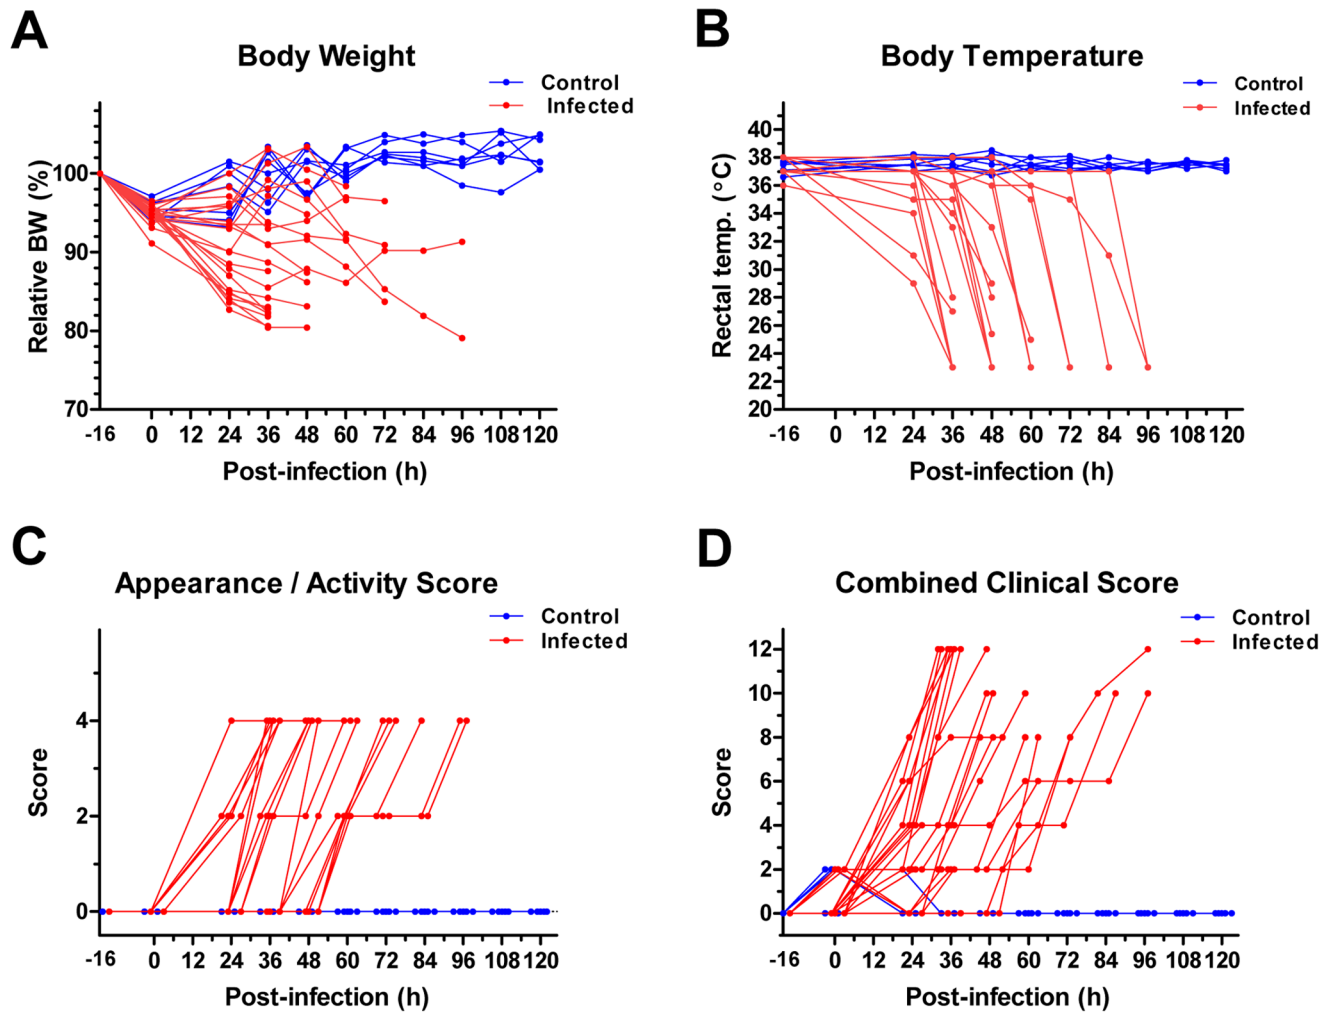 A
Body Weight
Control
Infected
Relative BW (%)
100
90
80
70
-16 0 12 24 36 48 60 72 84 96 108 120
Post-infection (h)
B
Body Temperature
Control
Infected
Rectal temp. (°C)
40
38
36
34
32
30
28
26
24
22
20
-16 0 12 24 36 48 60 72 84 96 108 120
Post-infection (h)
C
Appearance / Activity Score
Control
Infected
Score
4
2
0
-16 0 12 24 36 48 60 72 84 96 108 120
Post-infection (h)
D
Combined Clinical Score
Control
Infected
Score
12
10
8
6
4
2
0
-16 0 12 24 36 48 60 72 84 96 108 120
Post-infection (h)